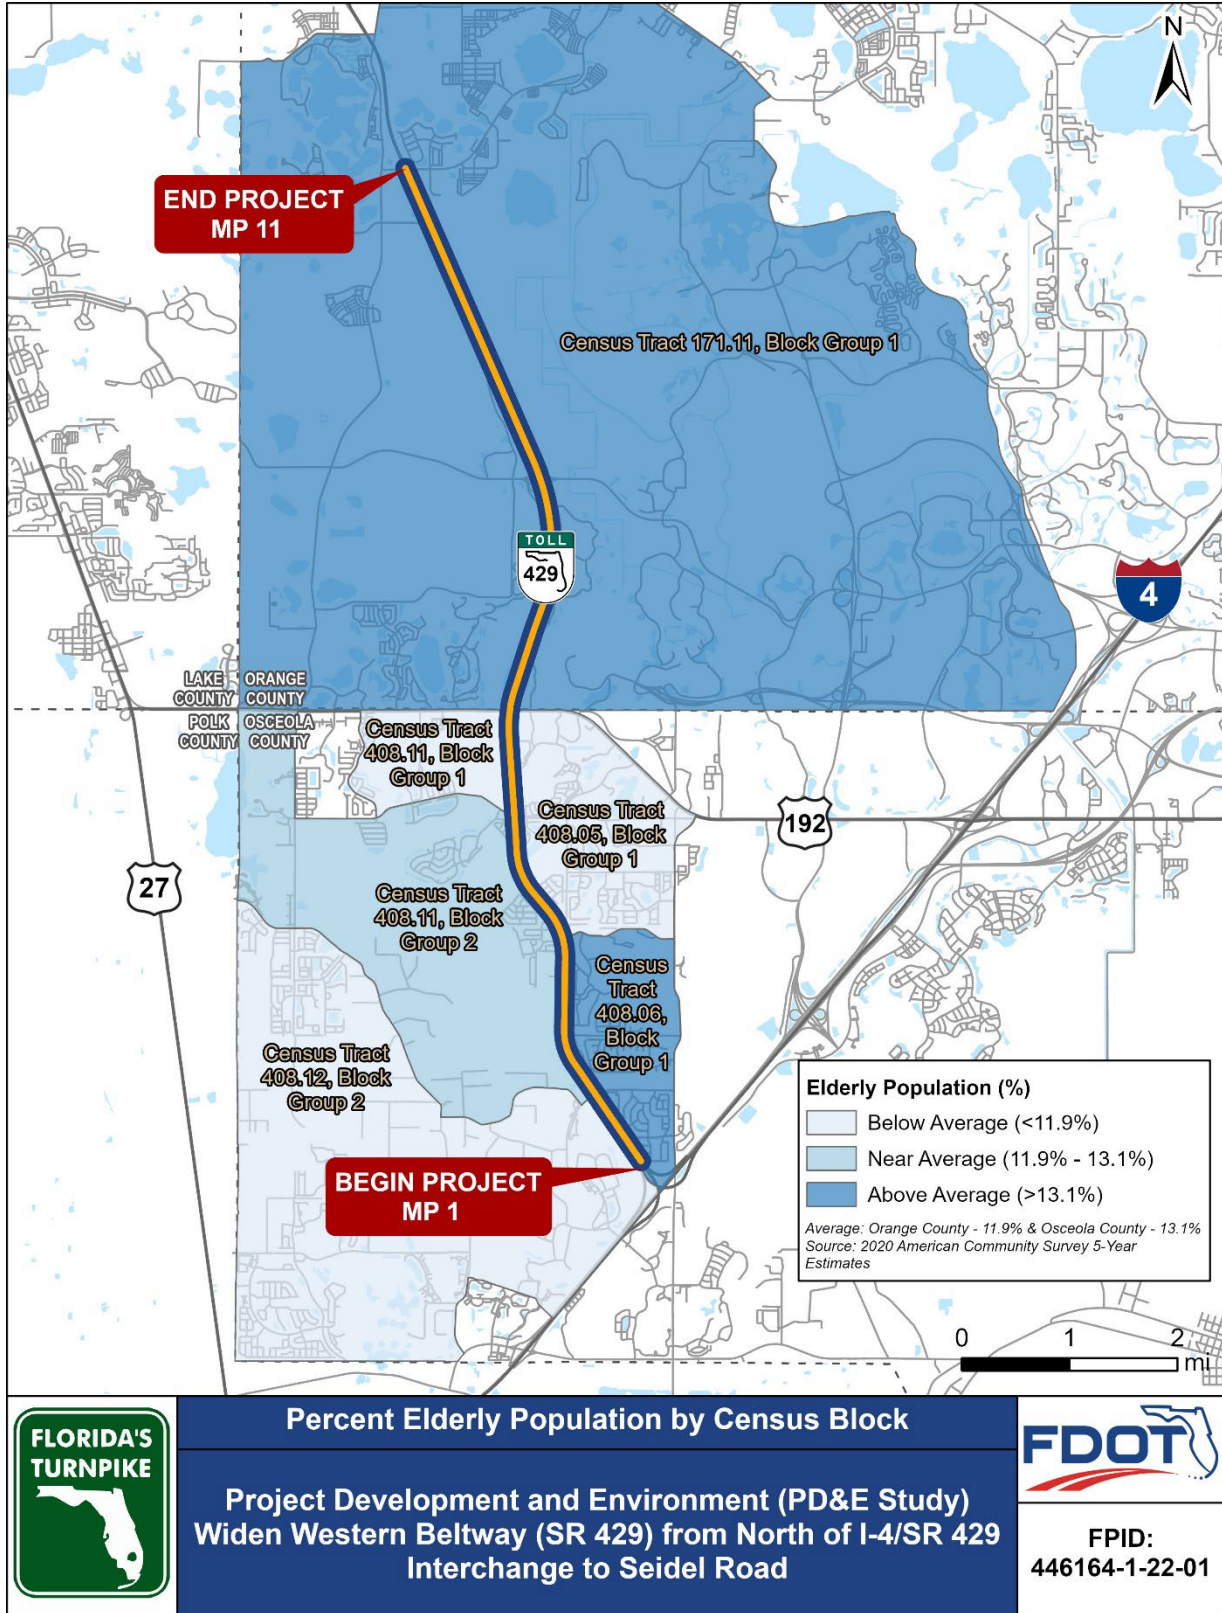 N
END PROJECT
MP 11
Census Tract 171.11, Block Group 1
TOLL
429
4
LAKE
COUNTY
ORANGE
COUNTY
POLK
COUNTY
OSCEOLA
COUNTY
Census Tract
408.11, Block
Group 1
Census Tract
408.05, Block
Group 1
192
27
Census Tract
408.11, Block
Group 2
Census
Tract
408.06,
Block
Group 1
Census Tract
408.12, Block
Group 2
BEGIN PROJECT
MP 1
Elderly Population (%)
Below Average (<11.9%)
Near Average (11.9% - 13.1%)
Above Average (>13.1%)
Average: Orange County - 11.9% & Osceola County - 13.1%
Source: 2020 American Community Survey 5-Year
Estimates
0 1 2
mi
FLORIDA'S
TURNPIKE
Percent Elderly Population by Census Block
Project Development and Environment (PD&E Study)
Widen Western Beltway (SR 429) from North of I-4/SR 429
Interchange to Seidel Road
FDOT
FPID:
446164-1-22-01